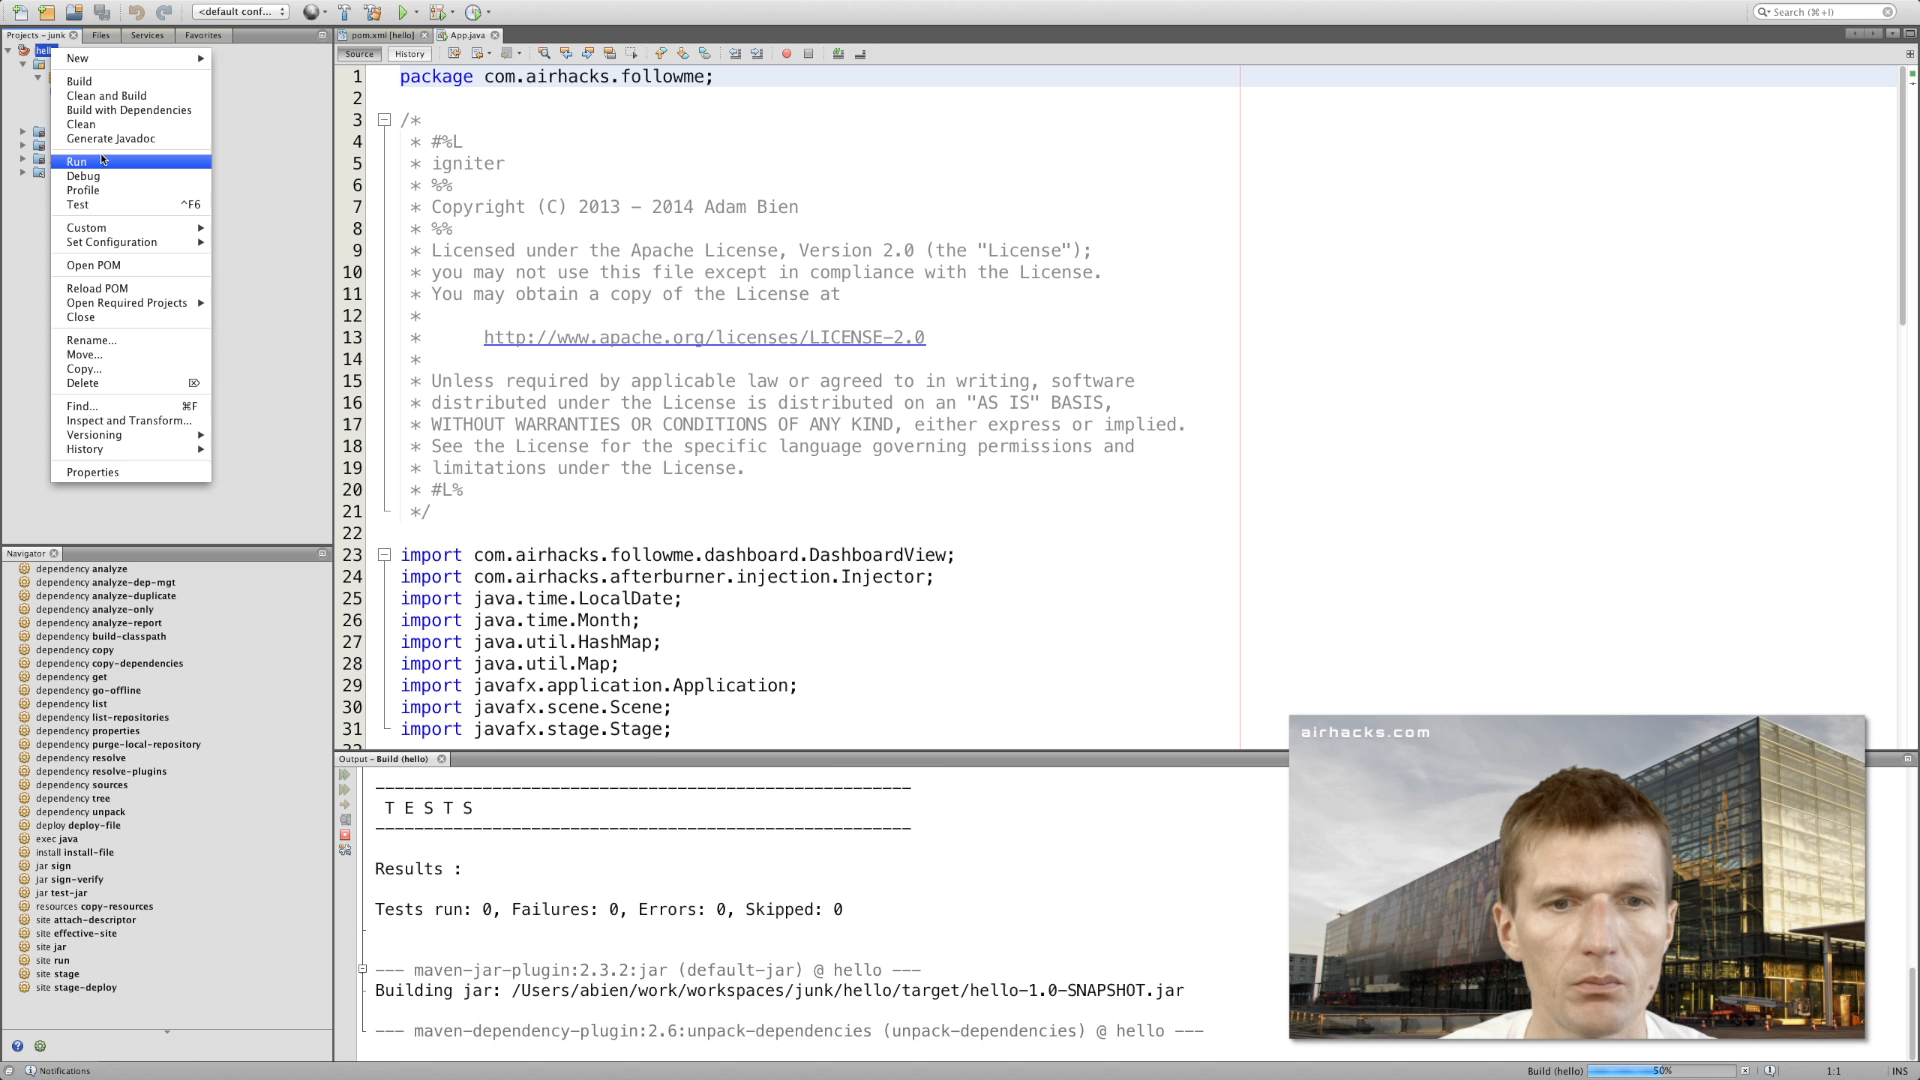 <default conf...
Search (⌘+I)
Projects - junk
Files
Services
Favorites
pom.xml [hello]
App.java
Source
History
New
Build
Clean and Build
Build with Dependencies
Clean
Generate Javadoc
Run
Debug
Profile
Test ^F6
Custom
Set Configuration
Open POM
Reload POM
Open Required Projects
Close
Rename...
Move...
Copy...
Delete
Find... ⌘F
Inspect and Transform...
Versioning
History
Properties
1 package com.airhacks.followme;
2
3 /*
4 * #%L
5 * igniter
6 * %%
7 * Copyright (C) 2013 - 2014 Adam Bien
8 * %%
9 * Licensed under the Apache License, Version 2.0 (the "License");
10 * you may not use this file except in compliance with the License.
11 * You may obtain a copy of the License at
12 *
13 * http://www.apache.org/licenses/LICENSE-2.0
14 *
15 * Unless required by applicable law or agreed to in writing, software
16 * distributed under the License is distributed on an "AS IS" BASIS,
17 * WITHOUT WARRANTIES OR CONDITIONS OF ANY KIND, either express or implied.
18 * See the License for the specific language governing permissions and
19 * limitations under the License.
20 * #L%
21 */
22
23 import com.airhacks.followme.dashboard.DashboardView;
24 import com.airhacks.afterburner.injection.Injector;
25 import java.time.LocalDate;
26 import java.time.Month;
27 import java.util.HashMap;
28 import java.util.Map;
29 import javafx.application.Application;
30 import javafx.scene.Scene;
31 import javafx.stage.Stage;
Navigator
dependency analyze
dependency analyze-dep-mgt
dependency analyze-duplicate
dependency analyze-only
dependency analyze-report
dependency build-classpath
dependency copy
dependency copy-dependencies
dependency get
dependency go-offline
dependency list
dependency list-repositories
dependency properties
dependency purge-local-repository
dependency resolve
dependency resolve-plugins
dependency sources
dependency tree
dependency unpack
deploy deploy-file
exec java
install install-file
jar sign
jar sign-verify
jar test-jar
resources copy-resources
site attach-descriptor
site effective-site
site jar
site run
site stage
site stage-deploy
Output - Build (hello)
T E S T S
Results :
Tests run: 0, Failures: 0, Errors: 0, Skipped: 0
--- maven-jar-plugin:2.3.2:jar (default-jar) @ hello ---
Building jar: /Users/abien/work/workspaces/junk/hello/target/hello-1.0-SNAPSHOT.jar
--- maven-dependency-plugin:2.6:unpack-dependencies (unpack-dependencies) @ hello ---
airhacks.com
Notifications
Build (hello)
50%
1:1
INS